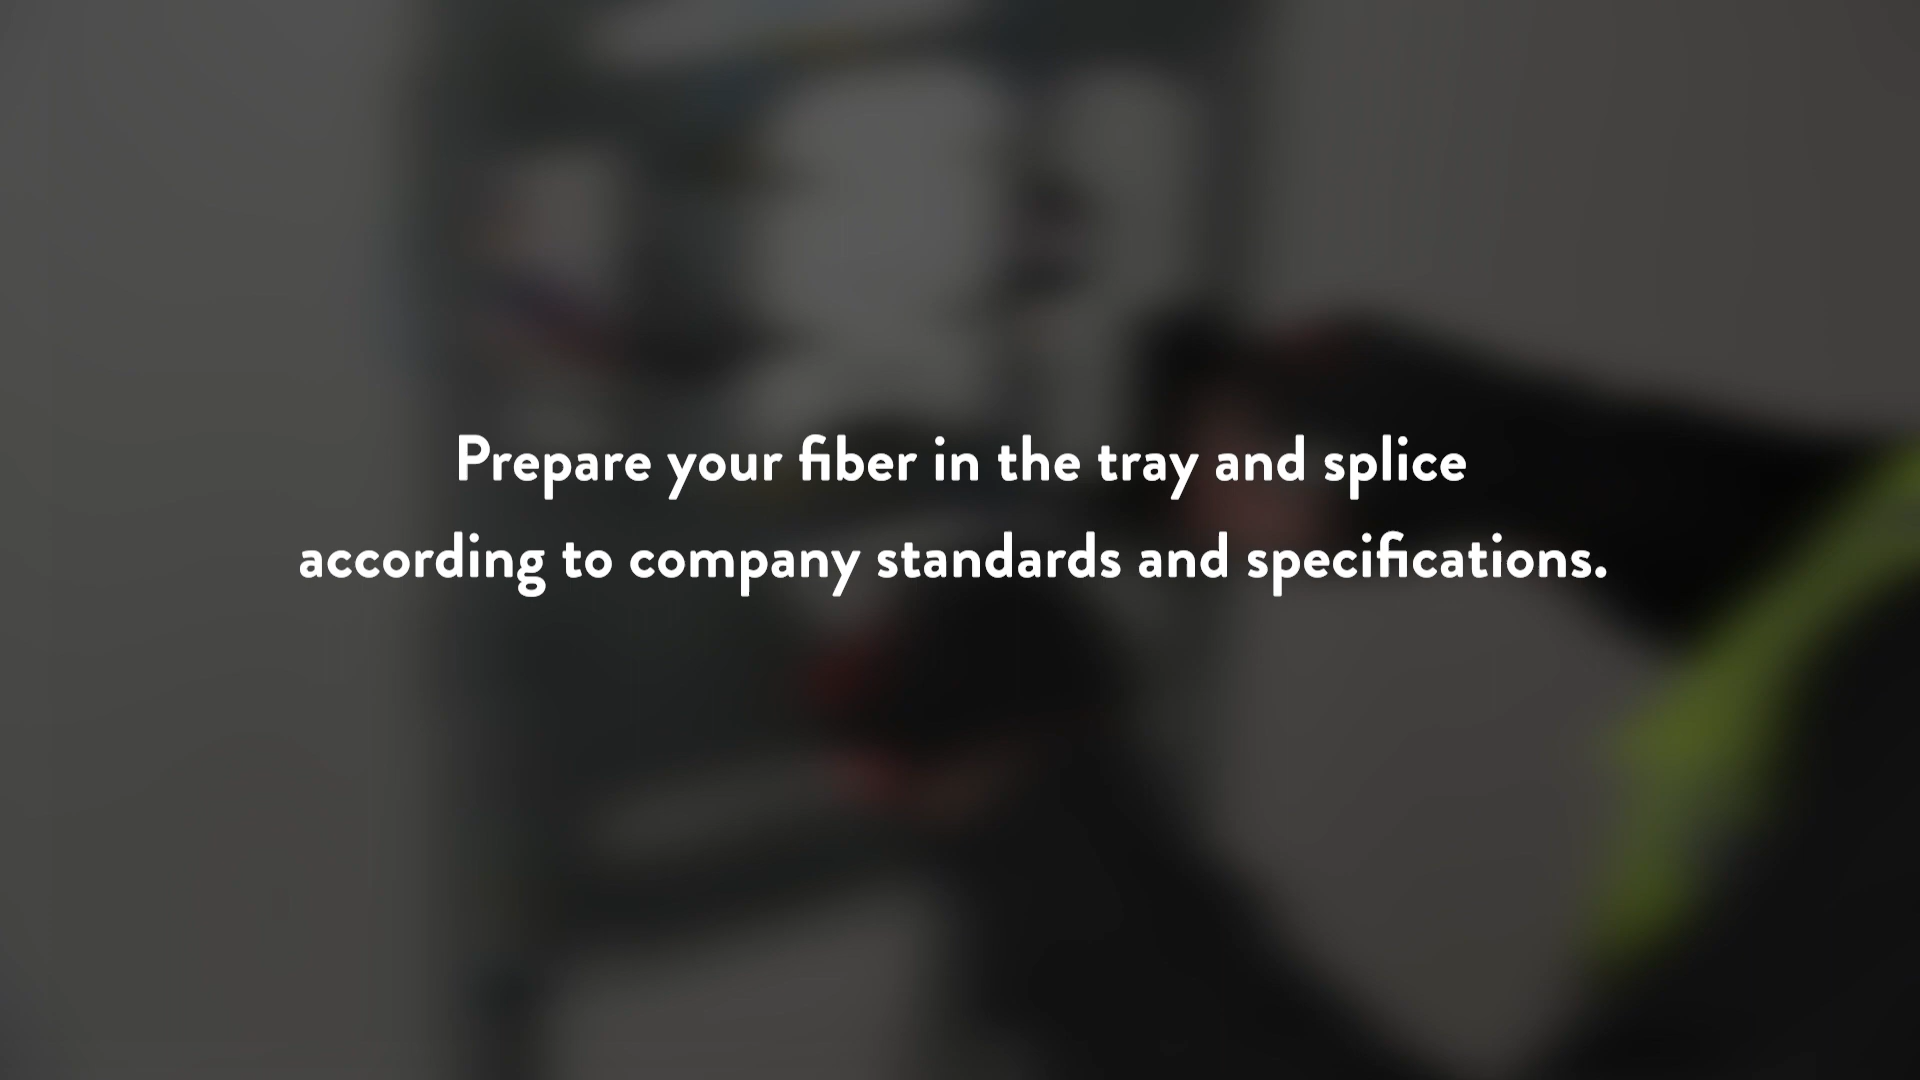 Prepare your fiber in the tray and splice
according to company standards and specifications.